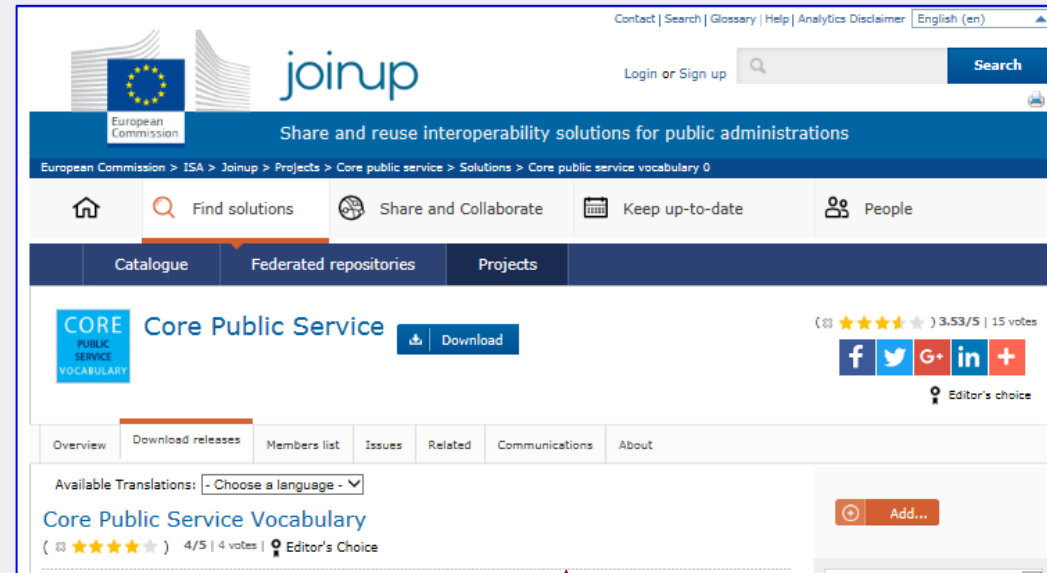 Contact | Search | Glossary | Help | Analytics Disclaimer English (en)
joinup
Login or Sign up
Search
European
Commission
Share and reuse interoperability solutions for public administrations
European Commission > ISA > Joinup > Projects > Core public service > Solutions > Core public service vocabulary 0
Find solutions
Share and Collaborate
Keep up-to-date
People
Catalogue
Federated repositories
Projects
CORE
PUBLIC
SERVICE
VOCABULARY
Core Public Service
Download
( ) 3.53/5 | 15 votes
f G+ in +
Editor's choice
Overview
Download releases
Members list
Issues
Related
Communications
About
Available Translations: - Choose a language -
Core Public Service Vocabulary
( ) 4/5 | 4 votes | Editor's Choice
Add...